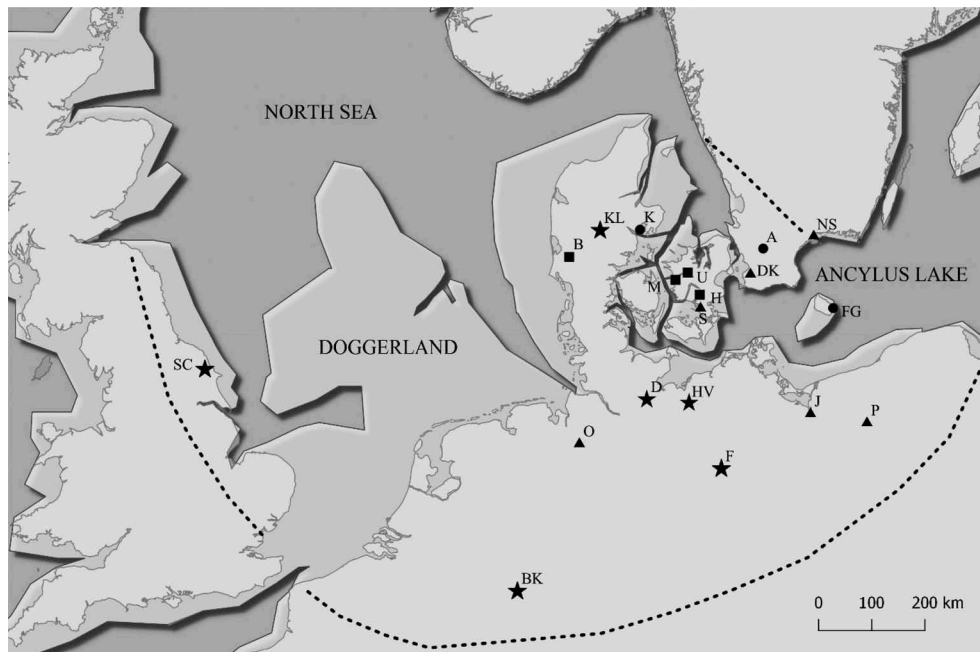 NORTH SEA
KL
K
NS
B
A
U
DK
M
ANCYLUS LAKE
H
S
FG
DOGGERLAND
SC
D
HV
J
P
O
F
BK
0 100 200 km